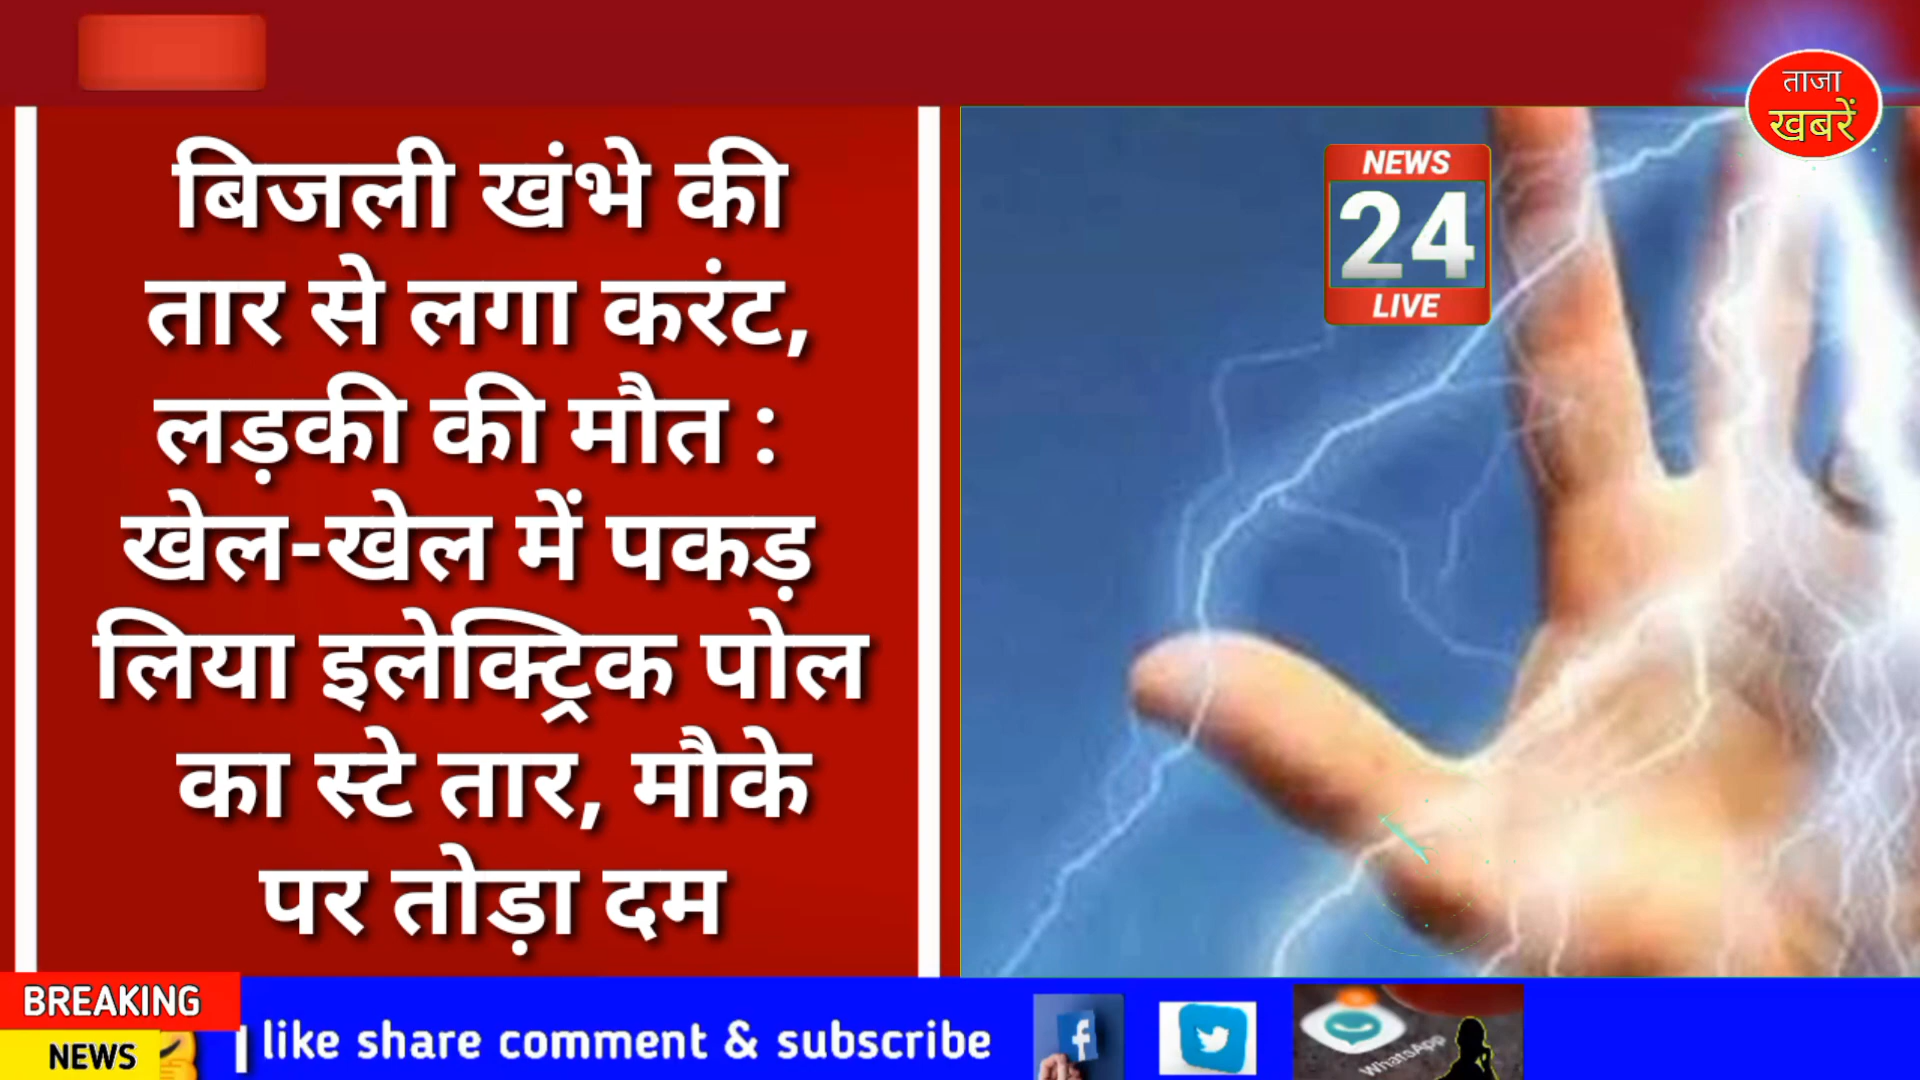 ताजा
खबरें
बिजली खंभे की
तार से लगा करंट,
लड़की की मौत :
खेल-खेल में पकड़
लिया इलेक्ट्रिक पोल
का स्टे तार, मौके
पर तोड़ा दम
NEWS
24
LIVE
BREAKING
NEWS
like share comment & subscribe
WhatsApp